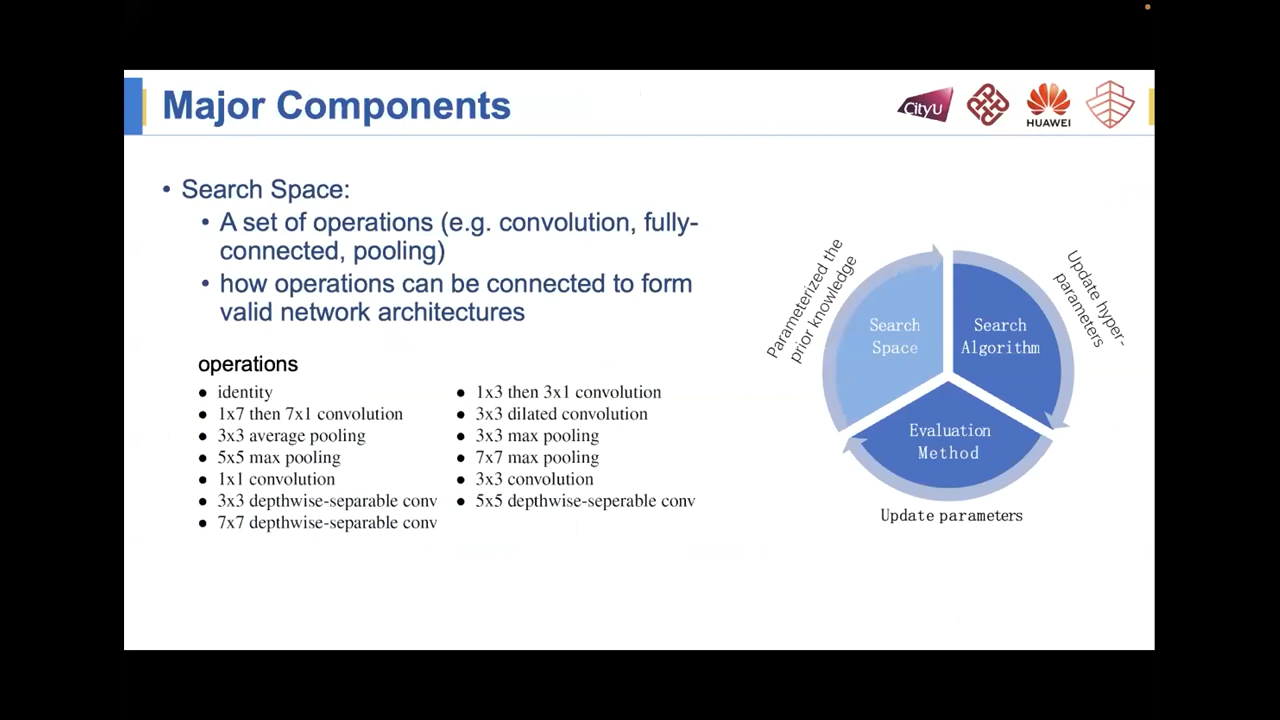 Major Components
CityU
HUAWEI
• Search Space:
• A set of operations (e.g. convolution, fully-
connected, pooling)
• how operations can be connected to form
valid network architectures
operations
● identity
● 1x7 then 7x1 convolution
● 3x3 average pooling
● 5x5 max pooling
● 1x1 convolution
● 3x3 depthwise-separable conv
● 7x7 depthwise-separable conv
● 1x3 then 3x1 convolution
● 3x3 dilated convolution
● 3x3 max pooling
● 7x7 max pooling
● 3x3 convolution
● 5x5 depthwise-seperable conv
Parameterized the
prior knowledge
Search
Space
Search
Algorithm
Update hyper-
parameters
Evaluation
Method
Update parameters